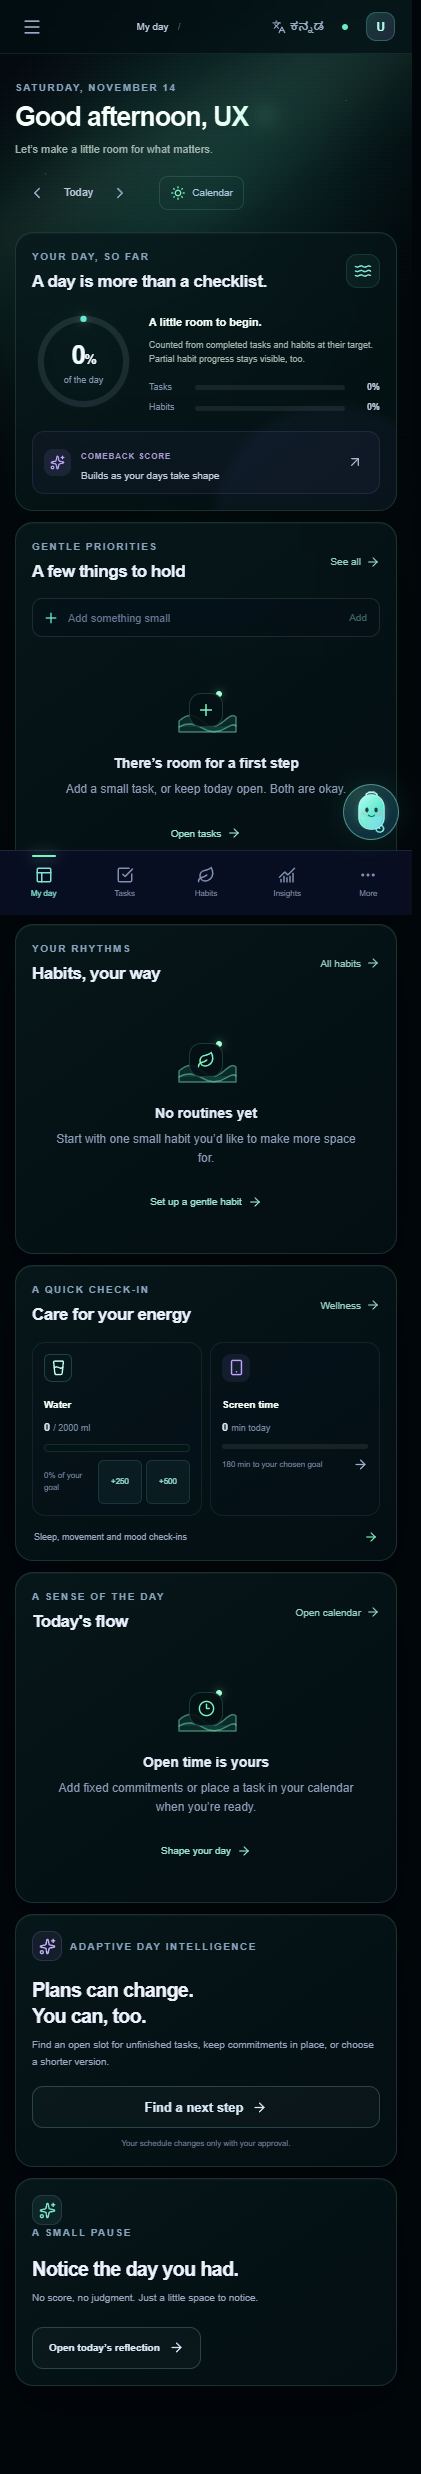 My day /
ಕನ್ನಡ
U
SATURDAY, NOVEMBER 14
Good afternoon, UX
Let's make a little room for what matters.
Today
Calendar
YOUR DAY, SO FAR
A day is more than a checklist.
0%
of the day
A little room to begin.
Counted from completed tasks and habits at their target.
Partial habit progress stays visible, too.
Tasks 0%
Habits 0%
COMEBACK SCORE
Builds as your days take shape
GENTLE PRIORITIES
A few things to hold
See all
Add something small
Add
There's room for a first step
Add a small task, or keep today open. Both are okay.
Open tasks
My day
Tasks
Habits
Insights
More
YOUR RHYTHMS
Habits, your way
All habits
No routines yet
Start with one small habit you'd like to make more space
for.
Set up a gentle habit
A QUICK CHECK-IN
Care for your energy
Wellness
Water
0 / 2000 ml
0% of your
goal
+250
+500
Screen time
0 min today
180 min to your chosen goal
Sleep, movement and mood check-ins
A SENSE OF THE DAY
Today's flow
Open calendar
Open time is yours
Add fixed commitments or place a task in your calendar
when you're ready.
Shape your day
ADAPTIVE DAY INTELLIGENCE
Plans can change.
You can, too.
Find an open slot for unfinished tasks, keep commitments in place, or choose
a shorter version.
Find a next step
Your schedule changes only with your approval.
A SMALL PAUSE
Notice the day you had.
No score, no judgment. Just a little space to notice.
Open today's reflection